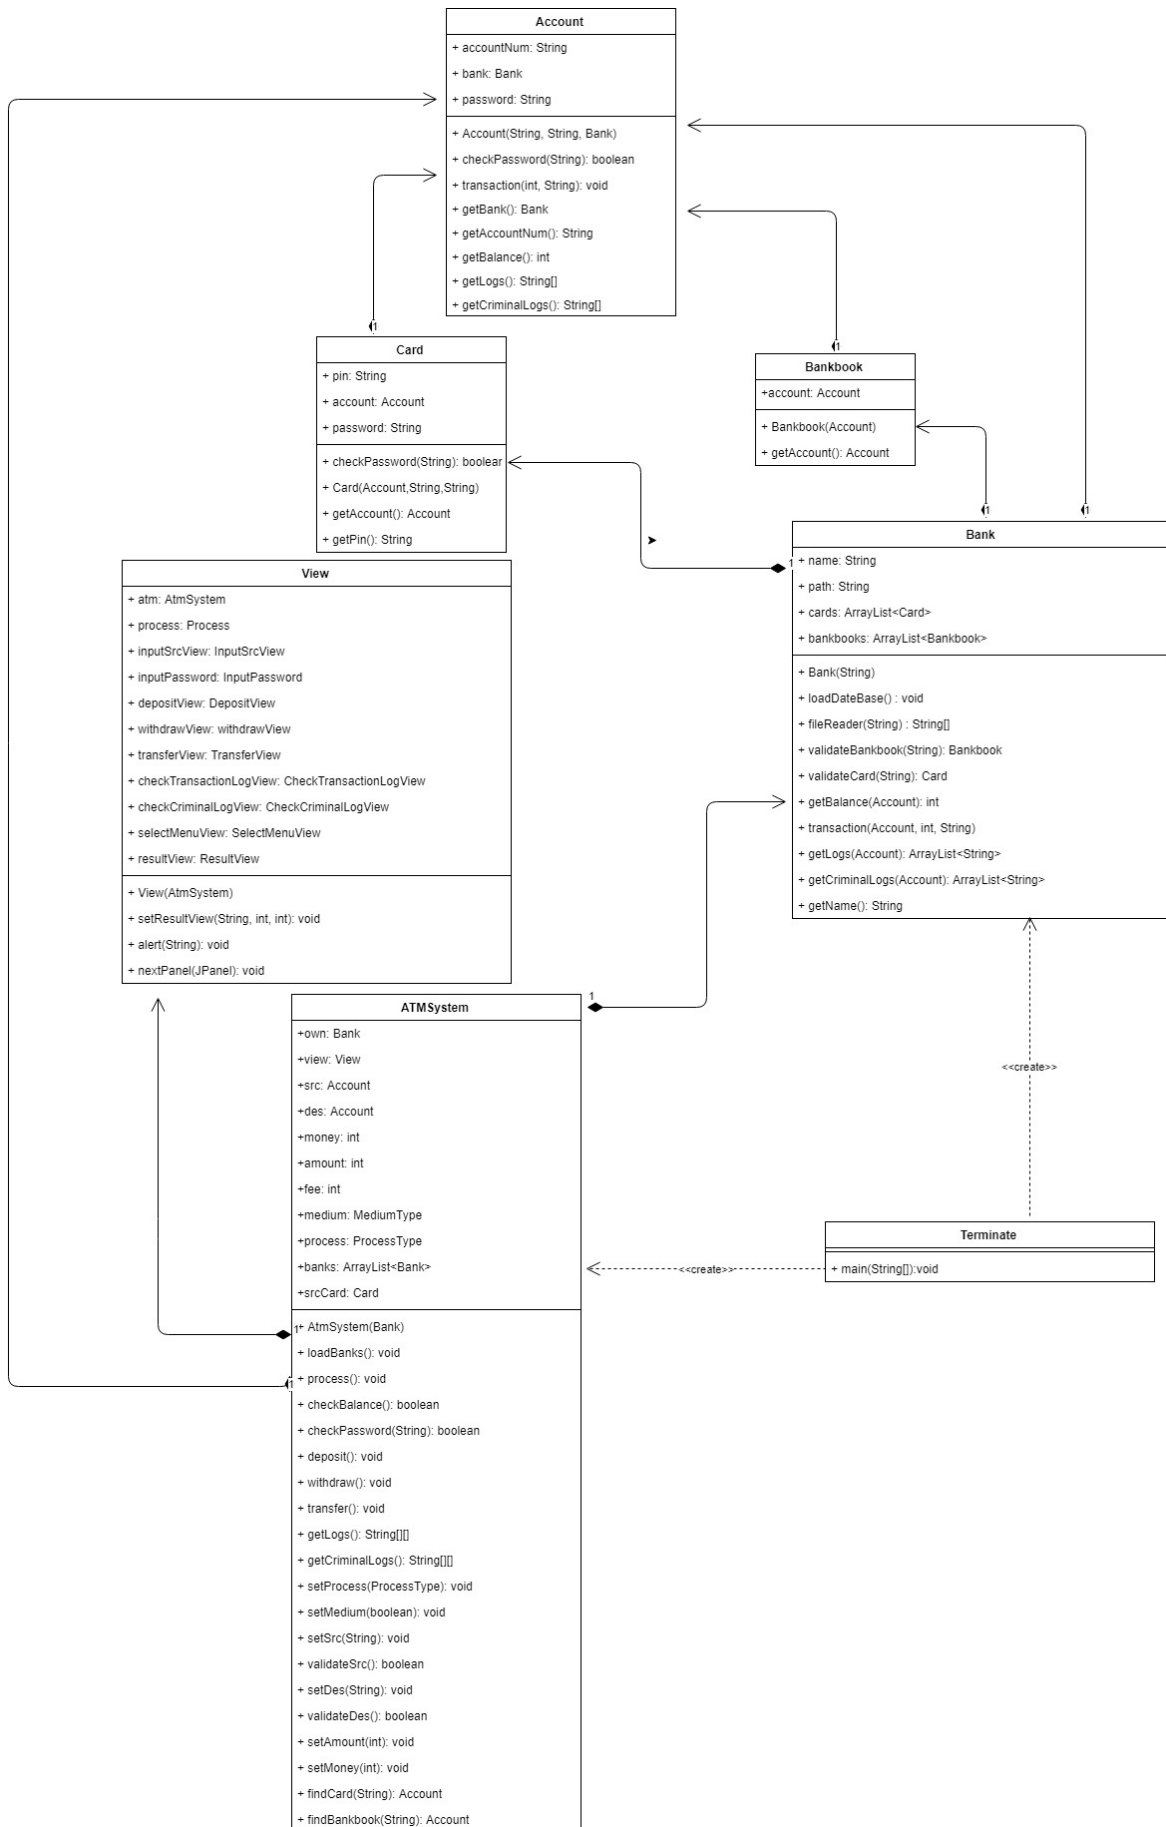 Account
+ accountNum: String
+ bank: Bank
+ password: String
+ Account(String, String, Bank)
+ checkPassword(String): boolean
+ transaction(int, String): void
+ getBank(): Bank
+ getAccountNum(): String
+ getBalance(): int
+ getLogs(): String[]
+ getCriminalLogs(): String[]
1
1
Card
+ pin: String
+ account: Account
+ password: String
+ checkPassword(String): boolear
+ Card(Account,String,String)
+ getAccount(): Account
+ getPin(): String
Bankbook
+account: Account
+ Bankbook(Account)
+ getAccount(): Account
1
1
1
Bank
+ name: String
+ path: String
+ cards: ArrayList<Card>
+ bankbooks: ArrayList<Bankbook>
+ Bank(String)
+ loadDateBase() : void
+ fileReader(String) : String[]
+ validateBankbook(String): Bankbook
+ validateCard(String): Card
+ getBalance(Account): int
+ transaction(Account, int, String)
+ getLogs(Account): ArrayList<String>
+ getCriminalLogs(Account): ArrayList<String>
+ getName(): String
View
+ atm: AtmSystem
+ process: Process
+ inputSrcView: InputSrcView
+ inputPassword: InputPassword
+ depositView: DepositView
+ withdrawView: withdrawView
+ transferView: TransferView
+ checkTransactionLogView: CheckTransactionLogView
+ checkCriminalLogView: CheckCriminalLogView
+ selectMenuView: SelectMenuView
+ resultView: ResultView
+ View(AtmSystem)
+ setResultView(String, int, int): void
+ alert(String): void
+ nextPanel(JPanel): void
1
ATMSystem
+own: Bank
+view: View
+src: Account
+des: Account
+money: int
+amount: int
+fee: int
+medium: MediumType
+process: ProcessType
+banks: ArrayList<Bank>
+srcCard: Card
1
+ AtmSystem(Bank)
+ loadBanks(): void
1
+ process(): void
+ checkBalance(): boolean
+ checkPassword(String): boolean
+ deposit(): void
+ withdraw(): void
+ transfer(): void
+ getLogs(): String[][]
+ getCriminalLogs(): String[][]
+ setProcess(ProcessType): void
+ setMedium(boolean): void
+ setSrc(String): void
+ validateSrc(): boolean
+ setDes(String): void
+ validateDes(): boolean
+ setAmount(int): void
+ setMoney(int): void
+ findCard(String): Account
+ findBankbook(String): Account
<<create>>
<<create>>
Terminate
+ main(String[]):void